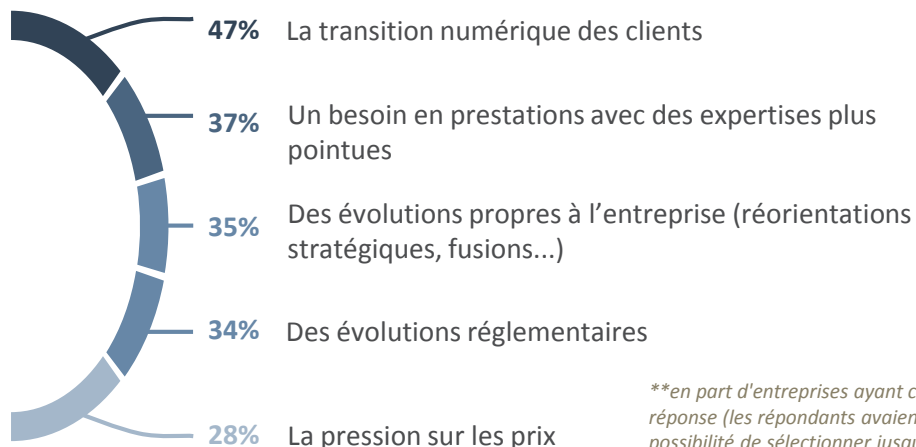 47% La transition numérique des clients
37% Un besoin en prestations avec des expertises plus
pointues
35% Des évolutions propres à l’entreprise (réorientations
stratégiques, fusions...)
34% Des évolutions réglementaires
**en part d'entreprises ayant
réponse (les répondants
28% La pression sur les prix
possibilité de sélectionner